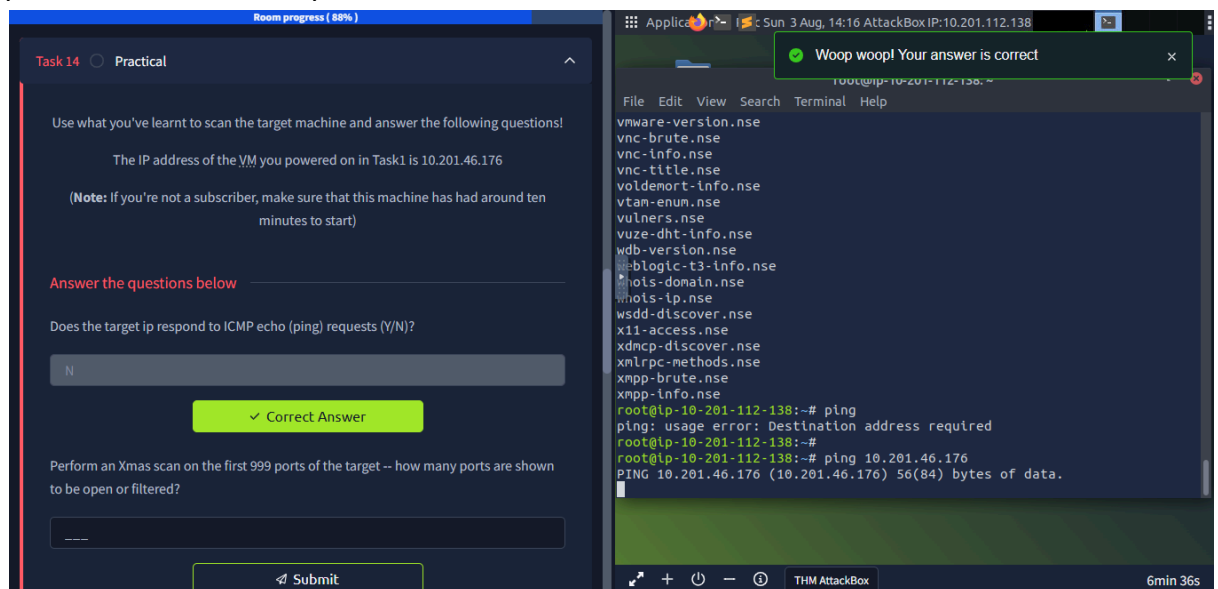 Room progress ( 88% )
Task 14 Practical
Use what you've learnt to scan the target machine and answer the following questions!
The IP address of the VM you powered on in Task1 is 10.201.46.176
(Note: If you're not a subscriber, make sure that this machine has had around ten
minutes to start)
Answer the questions below
Does the target ip respond to ICMP echo (ping) requests (Y/N)?
N
Correct Answer
Perform an Xmas scan on the first 999 ports of the target -- how many ports are shown
to be open or filtered?
___
Submit
Sun 3 Aug, 14:16 AttackBox IP:10.201.112.138
Woop woop! Your answer is correct
root@ip-10-201-112-138: ~
File Edit View Search Terminal Help
vmware-version.nse
vnc-brute.nse
vnc-info.nse
vnc-title.nse
voldemort-info.nse
vtam-enum.nse
vulners.nse
vuze-dht-info.nse
wdb-version.nse
weblogic-t3-info.nse
whois-domain.nse
whois-ip.nse
wsdd-discover.nse
x11-access.nse
xdmcp-discover.nse
xmlrpc-methods.nse
xmpp-brute.nse
xmpp-info.nse
root@ip-10-201-112-138:~# ping
ping: usage error: Destination address required
root@ip-10-201-112-138:~#
root@ip-10-201-112-138:~# ping 10.201.46.176
PING 10.201.46.176 (10.201.46.176) 56(84) bytes of data.
THM AttackBox
6min 36s